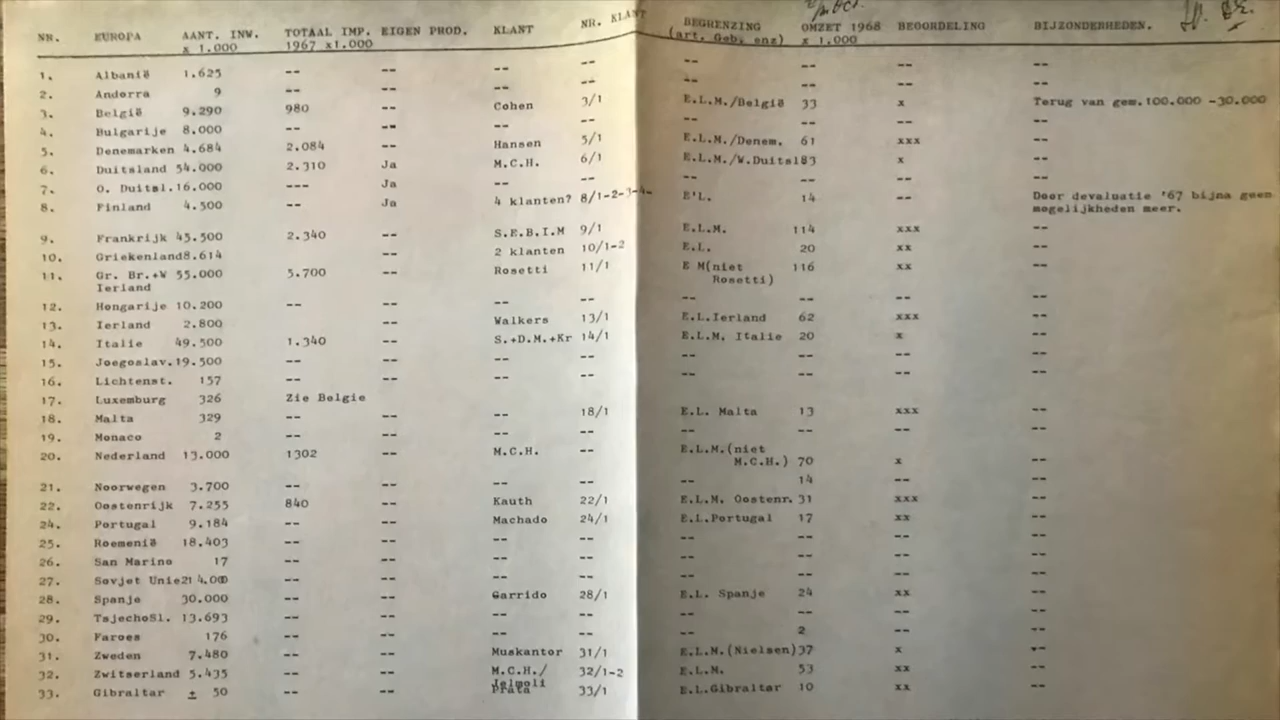 NR. EUROPA AANT. INW. x 1.000 TOTAAL IMP. 1967 x1.000 EIGEN PROD. KLANT NR. KLANT BEGRENZING (art. Geb. enz) OMZET 1968 x 1.000 BEOORDELING BIJZONDERHEDEN.
1. Albanië 1.625 -- -- -- -- -- -- -- --
2. Andorra 9 -- -- -- -- -- -- -- --
3. België 9.290 980 -- Cohen 3/1 E.L.M./België 33 x Terug van gem.100.000 -30.000
4. Bulgarije 8.000 -- -- -- -- -- -- -- --
5. Denemarken 4.684 2.084 -- Hansen 5/1 E.L.M./Denem. 61 xxx --
6. Duitsland 54.000 2.310 Ja M.C.H. 6/1 E.L.M./W.Duitsl83 x --
7. O. Duitsl.16.000 --- Ja -- -- -- -- -- --
8. Finland 4.500 -- Ja 4 klanten? 8/1-2-3-4- E'L. 14 -- Door devaluatie '67 bijna geen
mogelijkheden meer.
9. Frankrijk 45.500 2.340 -- S.E.B.I.M 9/1 E.L.M. 114 xxx --
10. Griekenland8.614 -- 2 klanten 10/1-2 E.L. 20 xx --
11. Gr. Br.+W 55.000 5.700 -- Rosetti 11/1 E M(niet 116 xx --
Ierland Rosetti)
12. Hongarije 10.200 -- -- -- -- -- -- -- --
13. Ierland 2.800 -- Walkers 13/1 E.L.Ierland 62 xxx --
14. Italie 49.500 1.340 -- S.+D.M.+Kr 14/1 E.L.M. Italie 20 x --
15. Joegoslav.19.500 -- -- -- -- -- -- -- --
16. Lichtenst. 157 -- -- -- -- -- -- -- --
17. Luxemburg 326 Zie Belgie
18. Malta 329 -- -- -- 18/1 E.L. Malta 13 xxx --
19. Monaco 2 -- -- -- -- -- -- -- --
20. Nederland 13.000 1302 -- M.C.H. -- E.L.M.(niet
M.C.H.) 70 x --
21. Noorwegen 3.700 -- -- -- -- -- 14 -- --
22. Oostenrijk 7.255 840 -- Kauth 22/1 E.L.M. Oostenr. 31 xxx --
24. Portugal 9.184 -- -- Machado 24/1 E.L.Portugal 17 xx --
25. Roemenië 18.403 -- -- -- -- -- -- -- --
26. San Marino 17 -- -- -- -- -- -- -- --
27. Sovjet Unie214.000 -- -- -- -- -- -- -- --
28. Spanje 30.000 -- -- Garrido 28/1 E.L. Spanje 24 xx --
29. TsjechoSl. 13.693 -- -- -- -- -- -- -- --
30. Faroes 176 -- -- -- -- -- 2 -- --
31. Zweden 7.480 -- -- Muskantor 31/1 E.L.M.(Nielsen)37 x --
32. Zwitserland 5.435 -- -- M.C.H./ 32/1-2 E.L.M. 53 xx --
Jelmoli
33. Gibraltar ± 50 -- -- Prata 33/1 E.L.Gibraltar 10 xx --